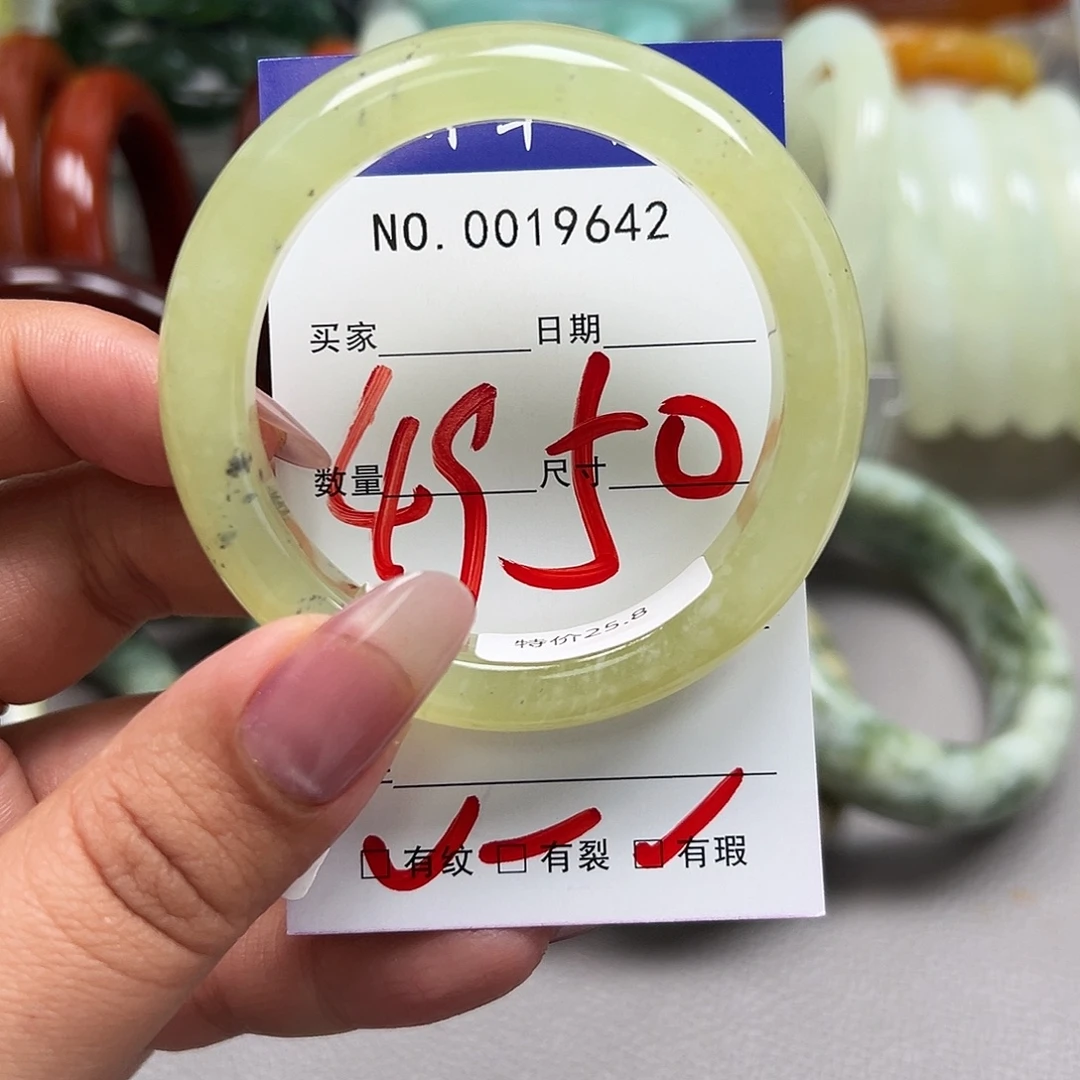 NO. 0019642
买家 日期
50
数量 尺寸
特价25.8
有纹 有裂 有瑕